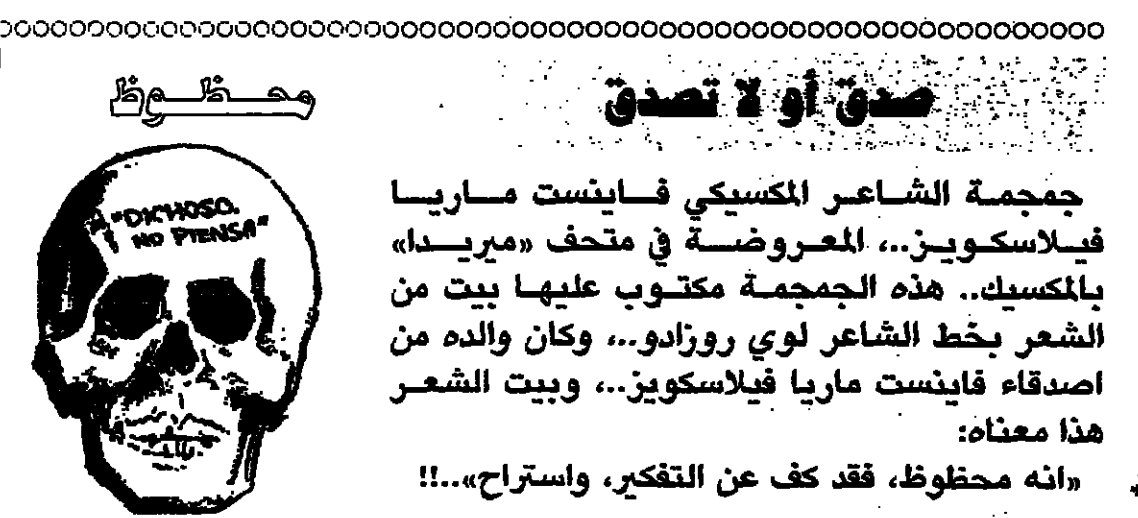 صدق أو لا تصدق
جمجمة الشاعر المكسيكي فاينست ماريا
فيلاسكويز..، المعروضة في متحف «ميريدا»
بالمكسيك.. هذه الجمجمة مكتوب عليها بيت من
الشعر بخط الشاعر لوي روزادو..، وكان والده من
اصدقاء فاينست ماريا فيلاسكويز..، وبيت الشعر
هذا معناه:
«انه محظوظ، فقد كف عن التفكير، واستراح»..!!
محظوظ
"DICHOSO.
NO PIENSA"